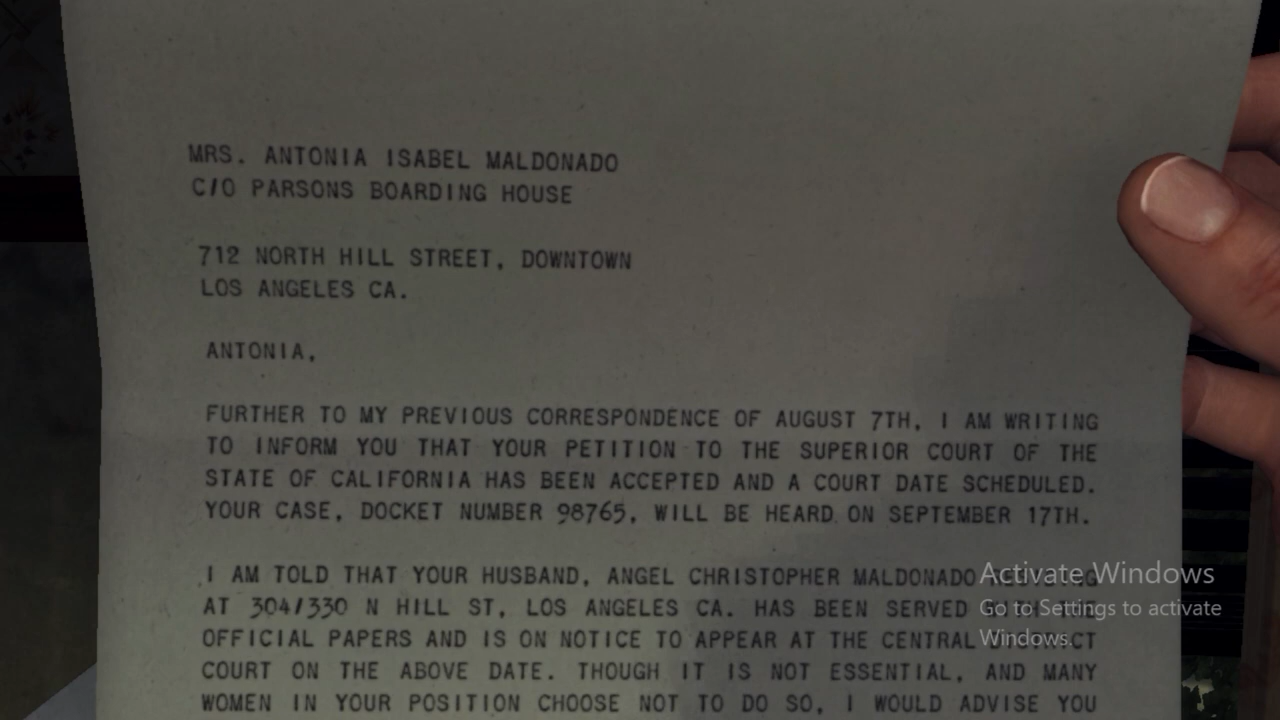 MRS. ANTONIA ISABEL MALDONADO
C/O PARSONS BOARDING HOUSE
712 NORTH HILL STREET, DOWNTOWN
LOS ANGELES CA.
ANTONIA,
FURTHER TO MY PREVIOUS CORRESPONDENCE OF AUGUST 7TH, I AM WRITING
TO INFORM YOU THAT YOUR PETITION TO THE SUPERIOR COURT OF THE
STATE OF CALIFORNIA HAS BEEN ACCEPTED AND A COURT DATE SCHEDULED.
YOUR CASE, DOCKET NUMBER 98765, WILL BE HEARD ON SEPTEMBER 17TH.
I AM TOLD THAT YOUR HUSBAND, ANGEL CHRISTOPHER MALDONADO
AT 304/330 N HILL ST, LOS ANGELES CA. HAS BEEN SERVED WITH THE
OFFICIAL PAPERS AND IS ON NOTICE TO APPEAR AT THE CENTRAL DISTRICT
COURT ON THE ABOVE DATE. THOUGH IT IS NOT ESSENTIAL, AND MANY
WOMEN IN YOUR POSITION CHOOSE NOT TO DO SO, I WOULD ADVISE YOU
Activate Windows
Go to Settings to activate
Windows.